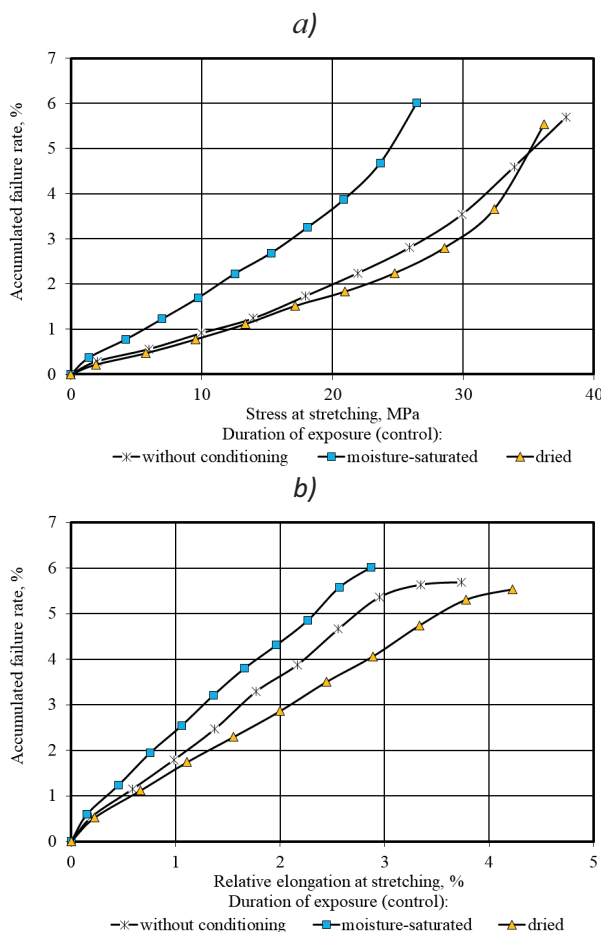 a)
7
6
5
4
3
2
1
0
Accumulated failure rate, %
0 10 20 30 40
Stress at stretching, MPa
Duration of exposure (control):
without conditioning moisture-saturated dried
b)
7
6
5
4
3
2
1
0
Accumulated failure rate, %
0 1 2 3 4 5
Relative elongation at stretching, %
Duration of exposure (control):
without conditioning moisture-saturated dried